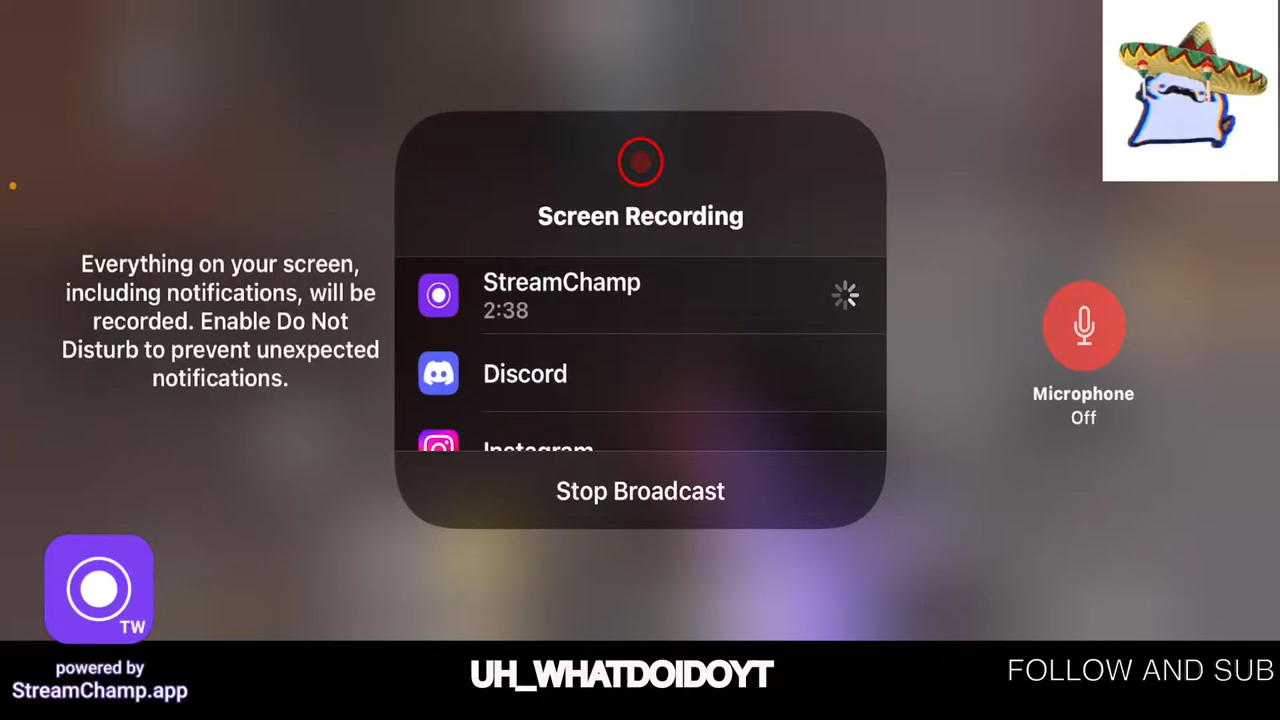 Screen Recording
Everything on your screen,
including notifications, will be
recorded. Enable Do Not
Disturb to prevent unexpected
notifications.
StreamChamp
2:38
Discord
Instagram
Stop Broadcast
Microphone
Off
TW
powered by
StreamChamp.app
UH_WHATDOIDOYT
FOLLOW AND SUB